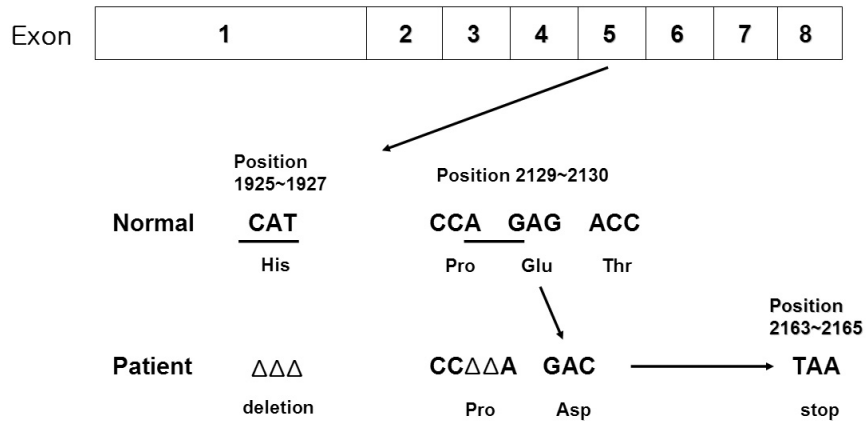 Exon 1 2 3 4 5 6 7 8
Position
1925~1927
Position 2129~2130
Normal CAT CCA GAG ACC
His Pro Glu Thr
Position
2163~2165
Patient ΔΔΔ CCΔΔA GAC TAA
deletion Pro Asp stop